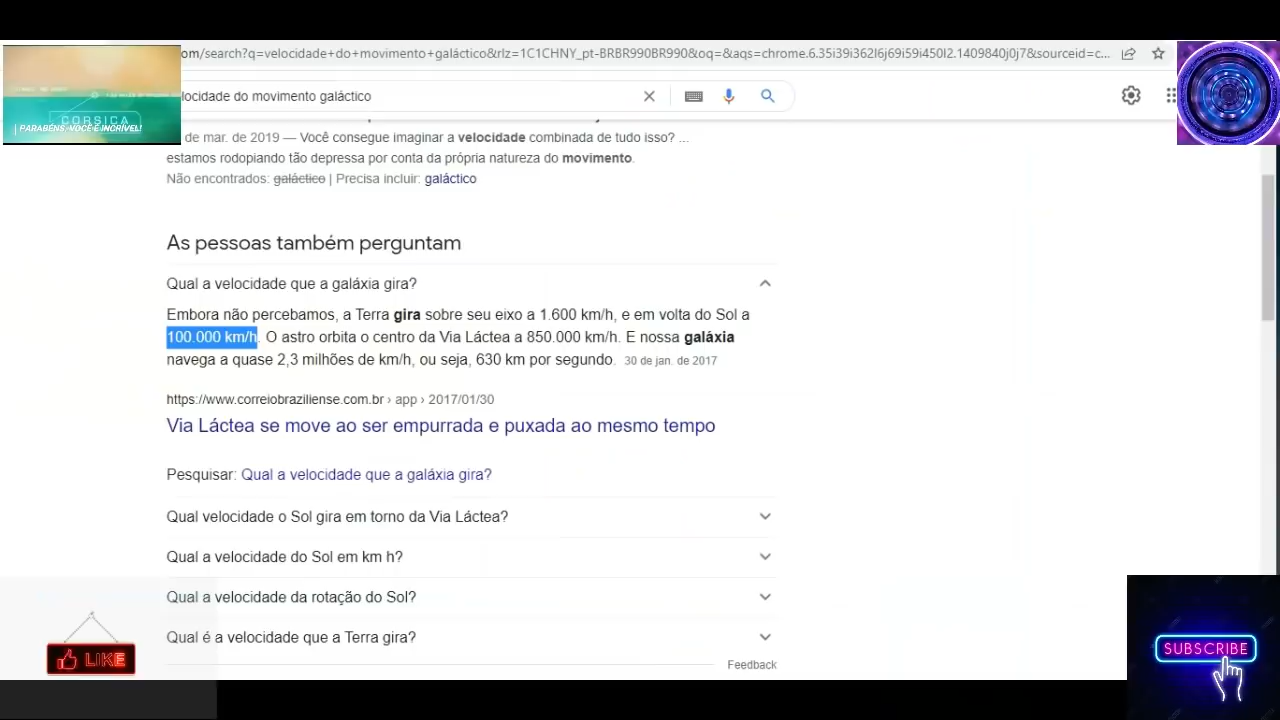 om/search?q=velocidade+do+movimento+galáctico&rlz=1C1CHNY_pt-BRBR990BR990&oq=&aqs=chrome.6.35i39i362l6j69i59i450l2.1409840j0j7&sourceid=c...
locidade do movimento galáctico
CORSICA
| PARABÉNS, VOCÊ É INCRÍVEL!
de mar. de 2019 — Você consegue imaginar a velocidade combinada de tudo isso? ...
estamos rodopiando tão depressa por conta da própria natureza do movimento.
Não encontrados: galáctico | Precisa incluir: galáctico
As pessoas também perguntam
Qual a velocidade que a galáxia gira?
Embora não percebamos, a Terra gira sobre seu eixo a 1.600 km/h, e em volta do Sol a
100.000 km/h. O astro orbita o centro da Via Láctea a 850.000 km/h. E nossa galáxia
navega a quase 2,3 milhões de km/h, ou seja, 630 km por segundo. 30 de jan. de 2017
https://www.correiobraziliense.com.br › app › 2017/01/30
Via Láctea se move ao ser empurrada e puxada ao mesmo tempo
Pesquisar: Qual a velocidade que a galáxia gira?
Qual velocidade o Sol gira em torno da Via Láctea?
Qual a velocidade do Sol em km h?
Qual a velocidade da rotação do Sol?
Qual é a velocidade que a Terra gira?
Feedback
LIKE
SUBSCRIBE